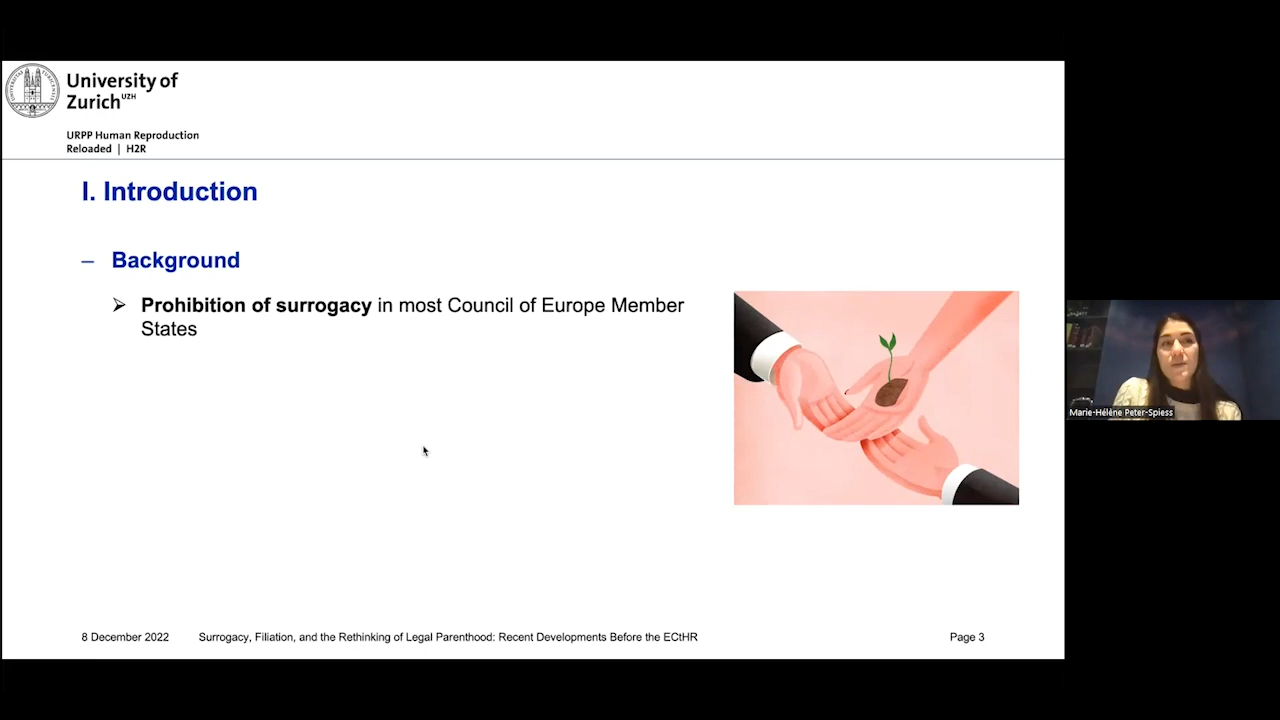 University of
Zurich UZH
URPP Human Reproduction
Reloaded | H2R
I. Introduction
– Background
➢ Prohibition of surrogacy in most Council of Europe Member
States
Marie-Hélène Peter-Spiess
8 December 2022 Surrogacy, Filiation, and the Rethinking of Legal Parenthood: Recent Developments Before the ECtHR Page 3